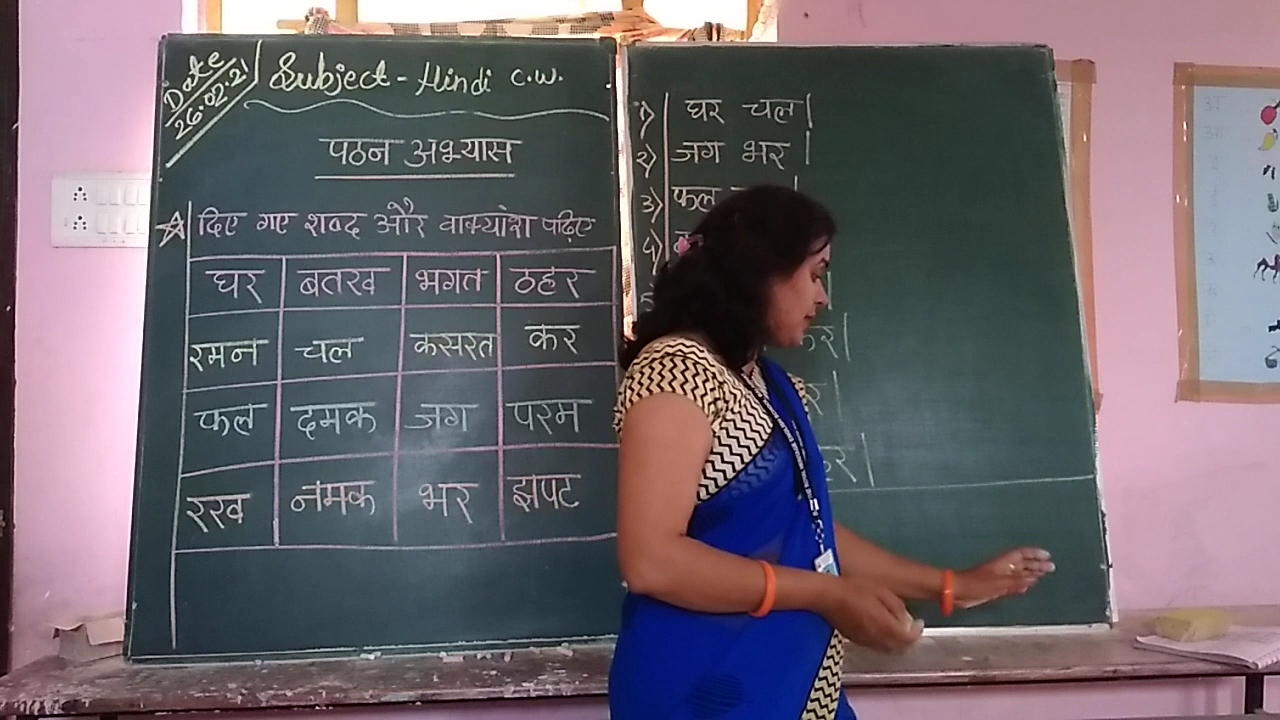 Date
26.02.21
Subject - Hindi C.W.
पठन अभ्यास
दिए गए शब्द और वाक्यांश पढ़िए
घर बतख भगत ठहर
रमन चल कसरत कर
फल दमक जग परम
रख नमक भर झपट
1) घर चल|
2) जग भर|
3) फल
4)